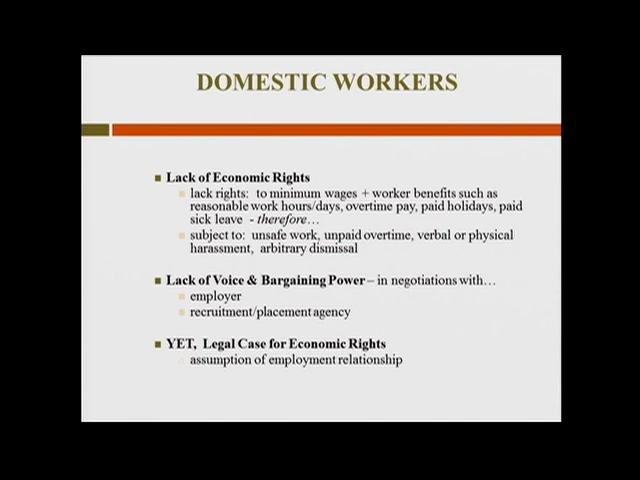 DOMESTIC WORKERS
Lack of Economic Rights
lack rights: to minimum wages + worker benefits such as
reasonable work hours/days, overtime pay, paid holidays, paid
sick leave - therefore…
subject to: unsafe work, unpaid overtime, verbal or physical
harassment, arbitrary dismissal
Lack of Voice & Bargaining Power – in negotiations with…
employer
recruitment/placement agency
YET, Legal Case for Economic Rights
assumption of employment relationship